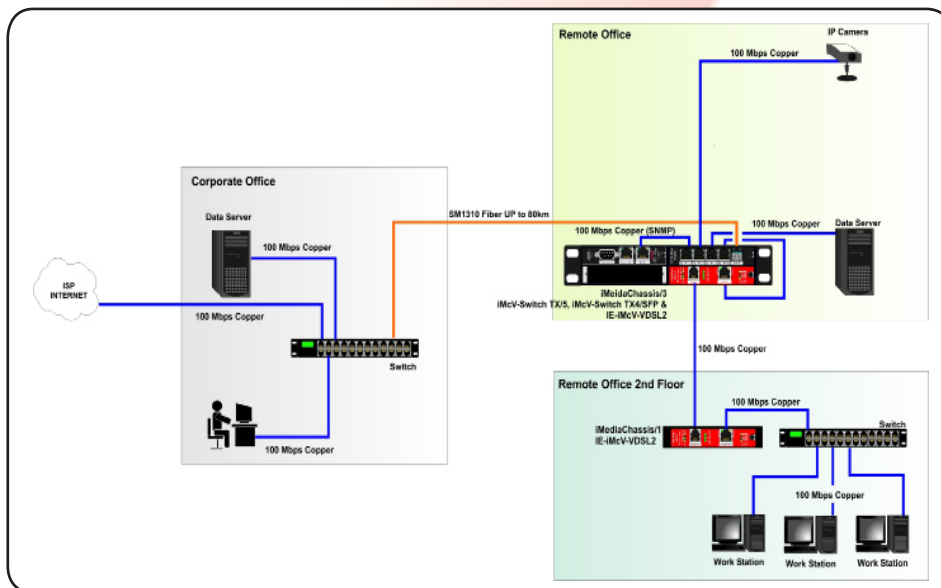 Remote Office
IP Camera
100 Mbps Copper
Corporate Office
Data Server
100 Mbps Copper
SM1310 Fiber UP to 80km
100 Mbps Copper (SNMP)
100 Mbps Copper
Data Server
ISP
INTERNET
100 Mbps Copper
Switch
100 Mbps Copper
iMeidaChassis/3
iMcV-Switch TX/5, iMcV-Switch TX4/SFP &
IE-iMcV-VDSL2
100 Mbps Copper
Remote Office 2nd Floor
100 Mbps Copper
iMediaChassis/1
IE-iMcV-VDSL2
Switch
100 Mbps Copper
Work Station
Work Station
Work Station